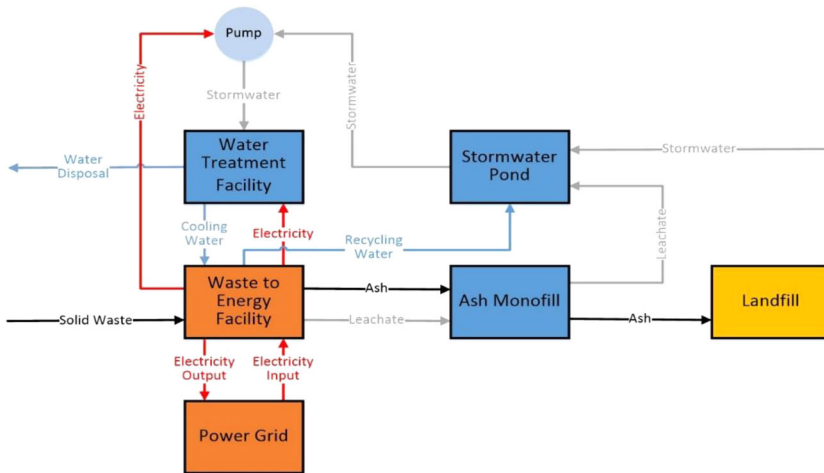 Pump
Electricity
Stormwater
Stormwater
Water
Treatment
Facility
Stormwater
Pond
Stormwater
Water
Disposal
Cooling
Water
Electricity
Recycling
Water
Leachate
Waste to
Energy
Facility
Ash
Ash Monofill
Landfill
Solid Waste
Leachate
Ash
Electricity
Output
Electricity
Input
Power Grid